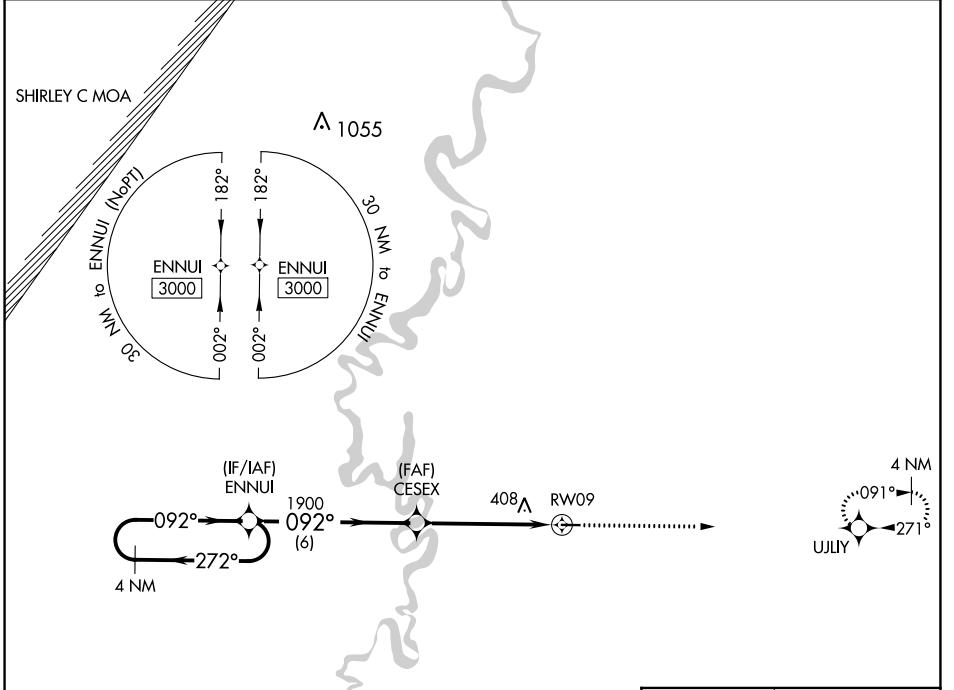 SHIRLEY C MOA
1055
30 NM to ENNUI (NoPT)
182°
182°
30 NM to ENNUI
ENNUI
3000
ENNUI
3000
002°
002°
(IF/IAF)
ENNUI
092°
272°
4 NM
1900
092°
(6)
(FAF)
CESEX
408
RW09
4 NM
091°
271°
UJLIY